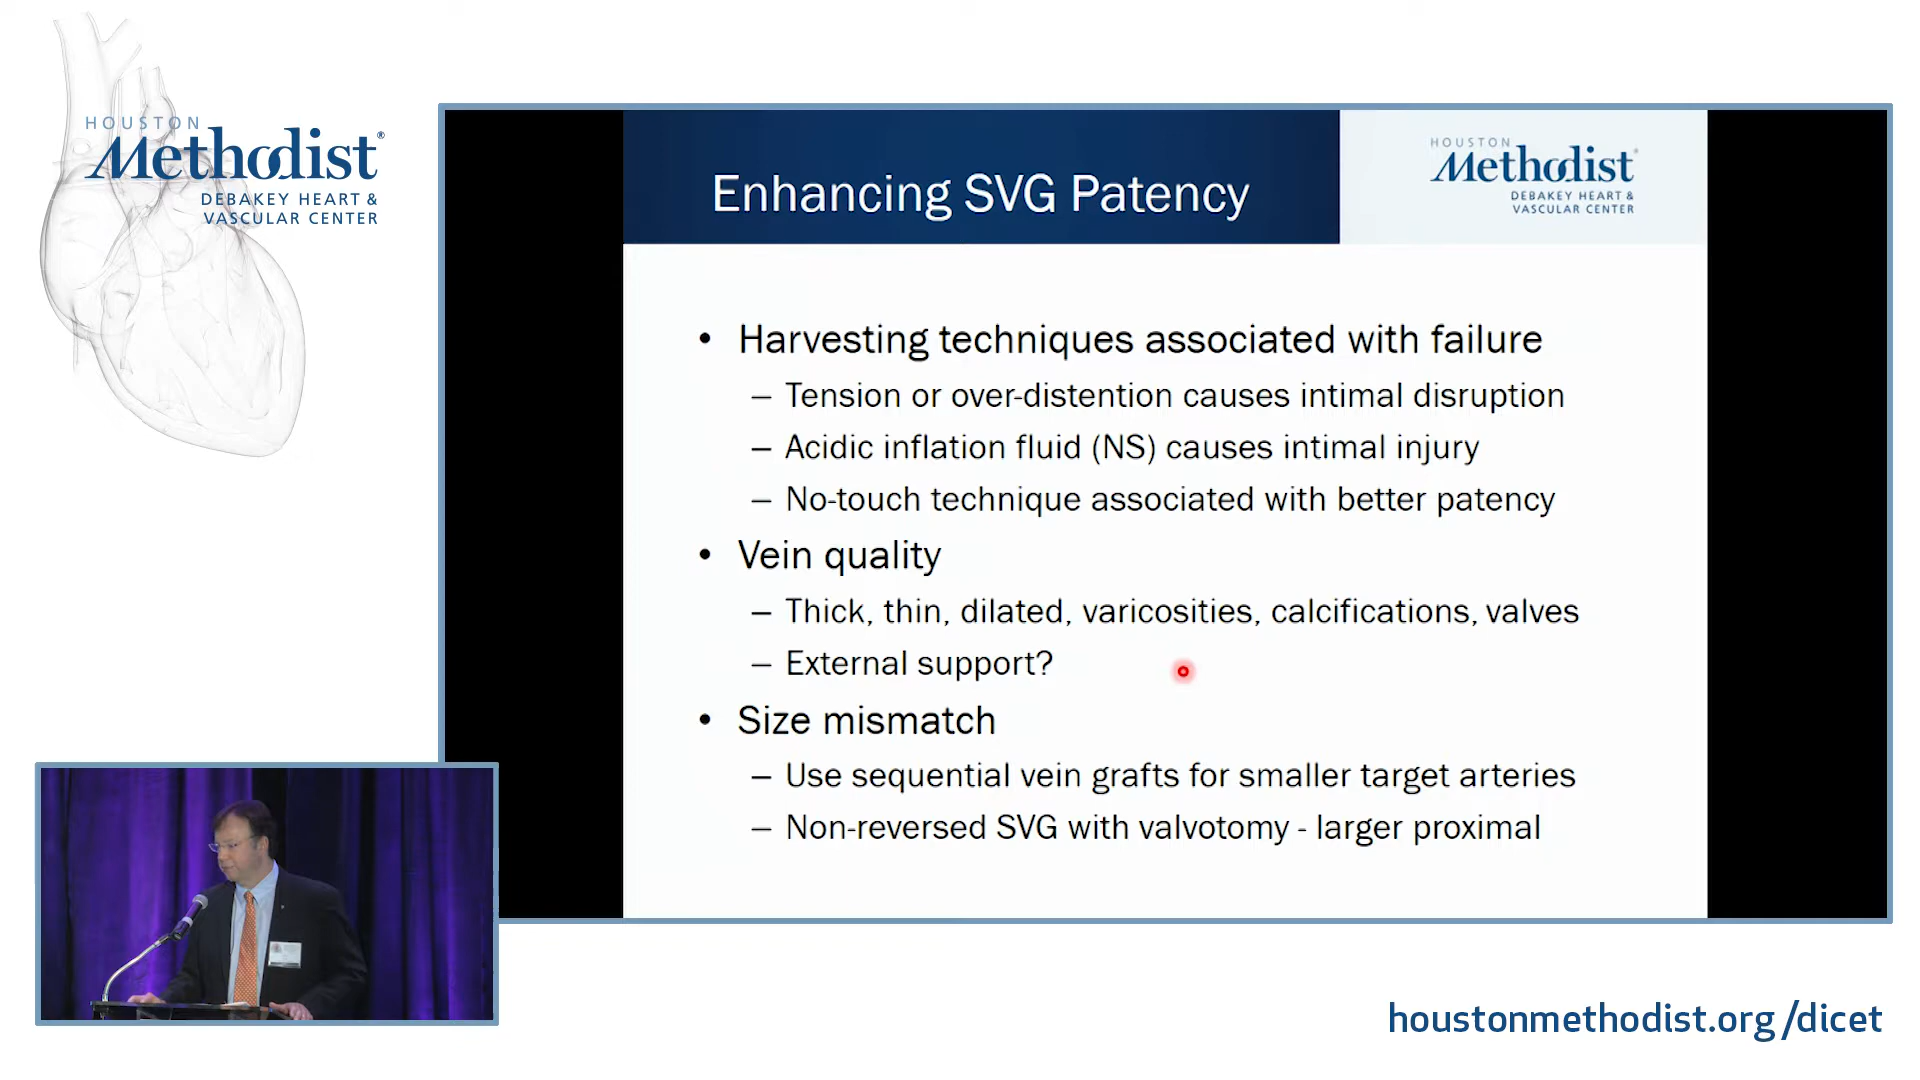 HOUSTON
Methodist®
DEBAKEY HEART &
VASCULAR CENTER
Enhancing SVG Patency
HOUSTON
Methodist®
DEBAKEY HEART &
VASCULAR CENTER
• Harvesting techniques associated with failure
– Tension or over-distention causes intimal disruption
– Acidic inflation fluid (NS) causes intimal injury
– No-touch technique associated with better patency
• Vein quality
– Thick, thin, dilated, varicosities, calcifications, valves
– External support?
• Size mismatch
– Use sequential vein grafts for smaller target arteries
– Non-reversed SVG with valvotomy - larger proximal
houstonmethodist.org/dicet